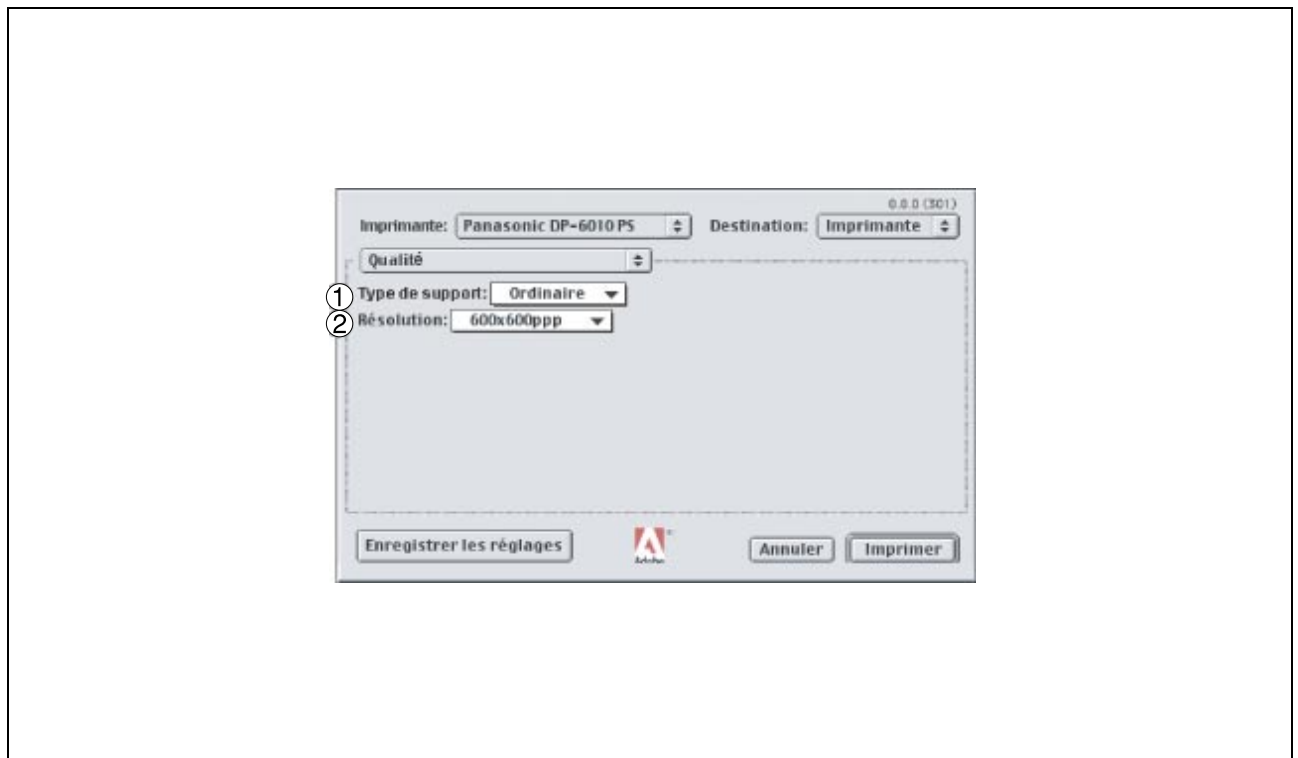 0.0.0 (301)
Imprimante: Panasonic DP-6010 PS Destination: Imprimante
Qualité
① Type de support: Ordinaire
② Résolution: 600x600ppp
Enregistrer les réglages Adobe Annuler Imprimer